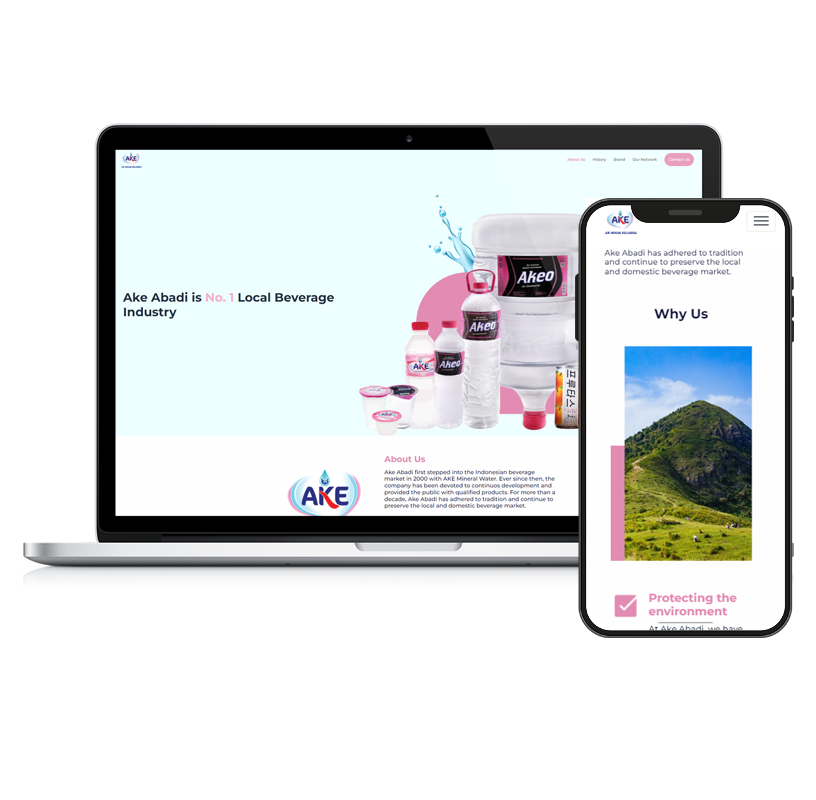 AKE
About Us
History
Brand
Our Network
Contact Us
Ake Abadi is No. 1 Local Beverage
Industry
Akeo
Akeo
AKE
Akeo
프루티스
About Us
Ake Abadi first stepped into the Indonesian beverage
market in 2000 with AKE Mineral Water. Ever since then, the
company has been devoted to continuos development and
provided the public with qualified products. For more than a
decade, Ake Abadi has adhered to tradition and continue to
preserve the local and domestic beverage market.
AKE
AKE
AIR MINUM KELUARGA
Ake Abadi has adhered to tradition
and continue to preserve the local
and domestic beverage market.
Why Us
Protecting the
environment
At Ake Abadi, we have